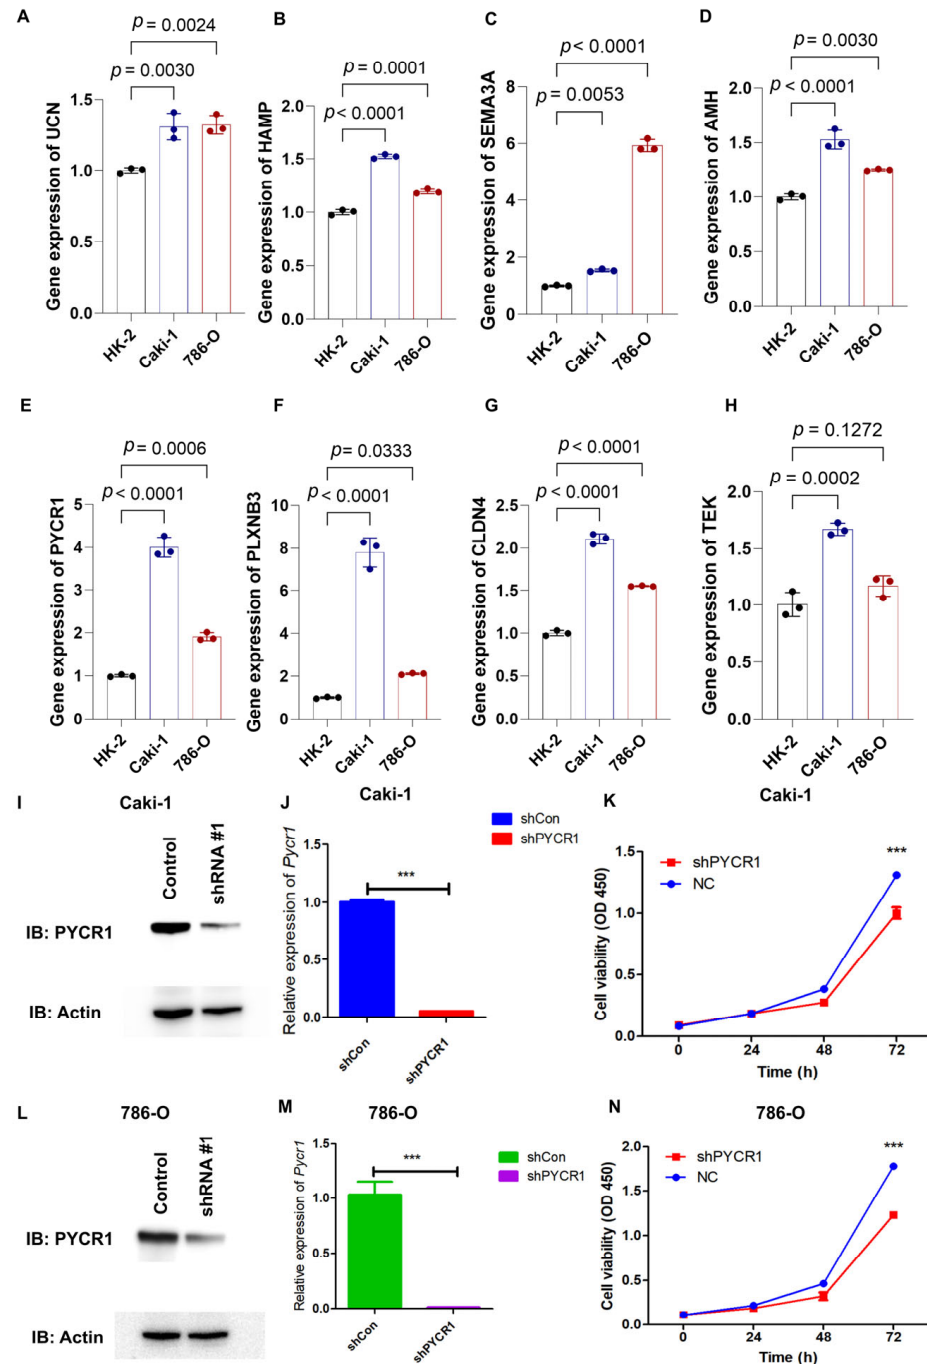 A
p = 0.0024
p = 0.0030
Gene expression of UCN
1.5
1.0
0.5
0.0
HK-2
Caki-1
786-O
B
p = 0.0001
p < 0.0001
Gene expression of HAMP
2.0
1.5
1.0
0.5
0.0
HK-2
Caki-1
786-O
C
p < 0.0001
p = 0.0053
Gene expression of SEMA3A
8
6
4
2
0
HK-2
Caki-1
786-O
D
p = 0.0030
p < 0.0001
Gene expression of AMH
2.0
1.5
1.0
0.5
0.0
HK-2
Caki-1
786-O
E
p = 0.0006
p < 0.0001
Gene expression of PYCR1
5
4
3
2
1
0
HK-2
Caki-1
786-O
F
p = 0.0333
p < 0.0001
Gene expression of PLXNB3
10
8
6
4
2
0
HK-2
Caki-1
786-O
G
p < 0.0001
p < 0.0001
Gene expression of CLDN4
2.5
2.0
1.5
1.0
0.5
0.0
HK-2
Caki-1
786-O
H
p = 0.1272
p = 0.0002
Gene expression of TEK
2.0
1.5
1.0
0.5
0.0
HK-2
Caki-1
786-O
I
Caki-1
Control
shRNA #1
IB: PYCR1
IB: Actin
J
Caki-1
shCon
shPYCR1
***
Relative expression of Pycr1
1.5
1.0
0.5
0.0
shCon
shPYCR1
K
Caki-1
shPYCR1
NC
***
Cell viability (OD 450)
1.5
1.0
0.5
0.0
0
24
48
72
Time (h)
L
786-O
Control
shRNA #1
IB: PYCR1
IB: Actin
M
786-O
shCon
shPYCR1
***
Relative expression of Pycr1
1.5
1.0
0.5
0.0
shCon
shPYCR1
N
786-O
shPYCR1
NC
***
Cell viability (OD 450)
2.0
1.5
1.0
0.5
0.0
0
24
48
72
Time (h)